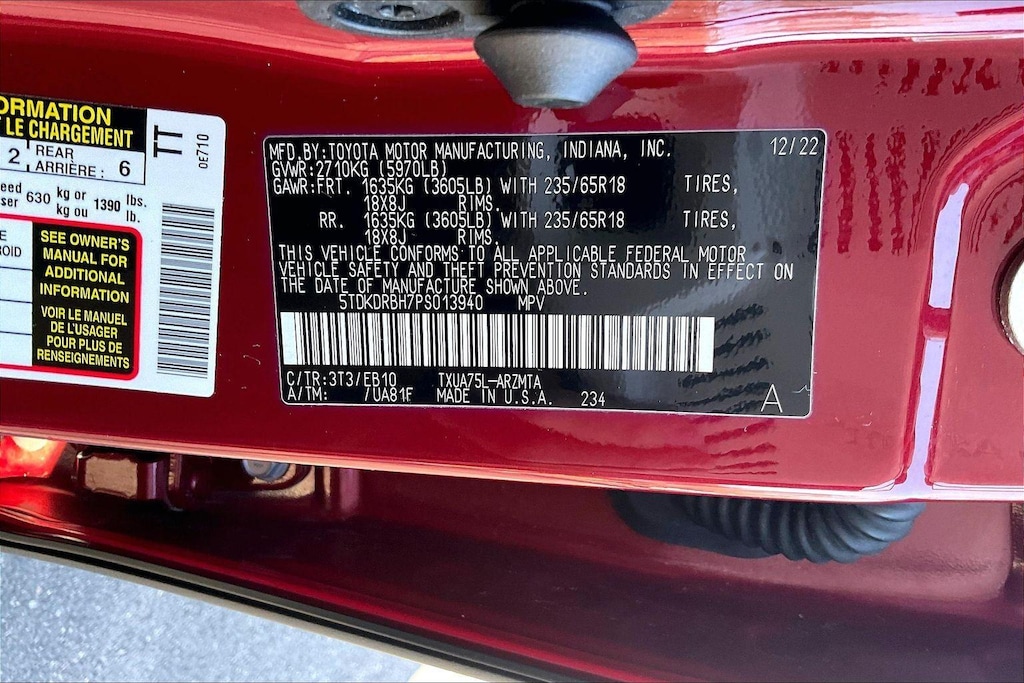 ORMATION
T LE CHARGEMENT
2 REAR ARRIÈRE : 6
eed kg or lbs.
ser 630 kg ou 1390 lb.
E
ROID
SEE OWNER'S
MANUAL FOR
ADDITIONAL
INFORMATION
VOIR LE MANUEL
DE L'USAGER
POUR PLUS DE
RENSEIGNEMENTS
TT
0E710
MFD.BY:TOYOTA MOTOR MANUFACTURING, INDIANA, INC. 12/22
GVWR:2710KG (5970LB)
GAWR:FRT. 1635KG (3605LB) WITH 235/65R18 TIRES,
18X8J RIMS.
RR. 1635KG (3605LB) WITH 235/65R18 TIRES,
18X8J RIMS.
THIS VEHICLE CONFORMS TO ALL APPLICABLE FEDERAL MOTOR
VEHICLE SAFETY AND THEFT PREVENTION STANDARDS IN EFFECT ON
THE DATE OF MANUFACTURE SHOWN ABOVE.
5TDKDRBH7PS013940 MPV
C/TR:3T3/EB10 TXUA75L-ARZMTA
A/TM: /UA81F MADE IN U.S.A. 234 A